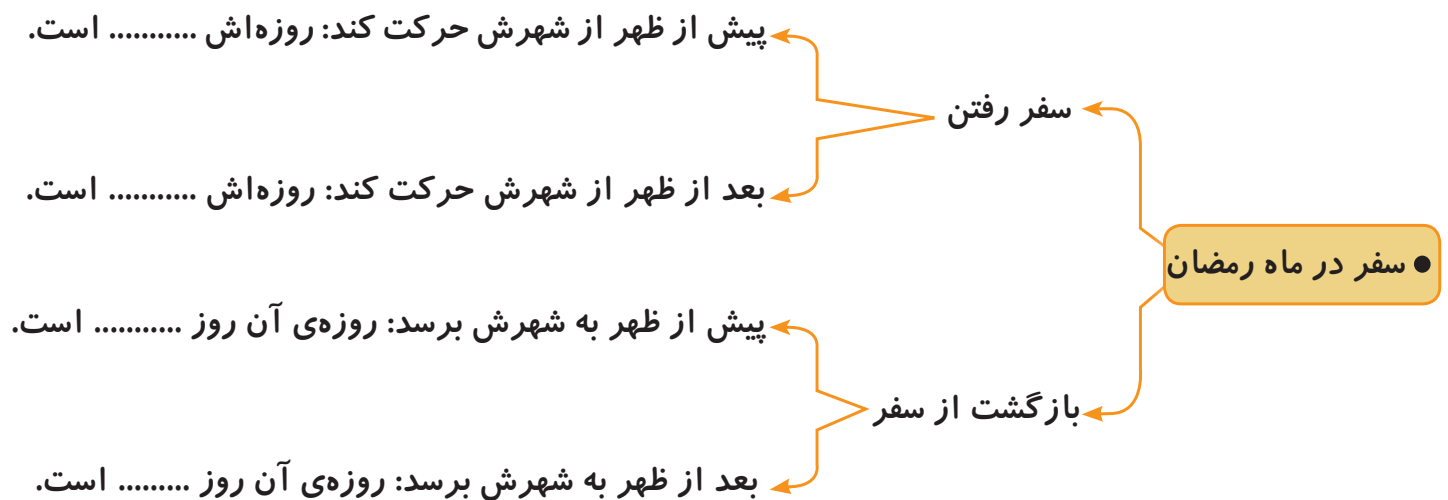 ● سفر در ماه رمضان
سفر رفتن
پیش از ظهر از شهرش حرکت کند: روزه‌اش ........... است.
بعد از ظهر از شهرش حرکت کند: روزه‌اش ........... است.
بازگشت از سفر
پیش از ظهر به شهرش برسد: روزه‌ی آن روز ........... است.
بعد از ظهر به شهرش برسد: روزه‌ی آن روز ......... است.